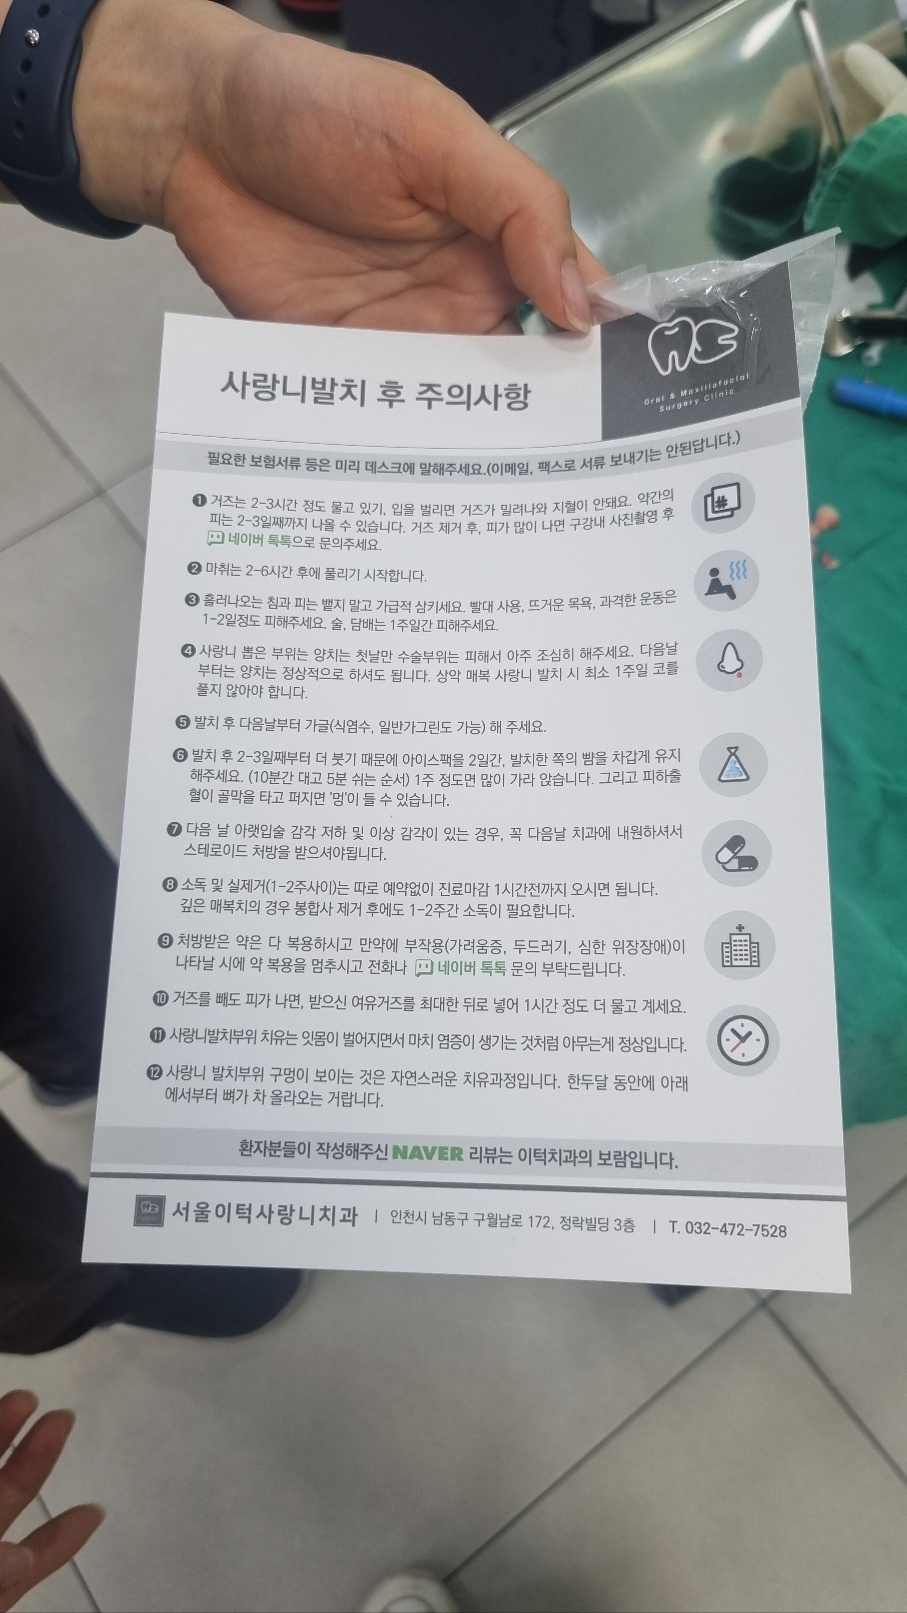 사랑니발치 후 주의사항
Oral & Maxillofacial
Surgery Clinic
필요한 보험서류 등은 미리 데스크에 말해주세요.(이메일, 팩스로 서류 보내기는 안된답니다.)
❶ 거즈는 2-3시간 정도 물고 있기, 입을 벌리면 거즈가 밀려나와 지혈이 안돼요. 약간의
피는 2-3일째까지 나올 수 있습니다. 거즈 제거 후, 피가 많이 나면 구강내 사진촬영 후
네이버 톡톡으로 문의주세요.
❷ 마취는 2-6시간 후에 풀리기 시작합니다.
❸ 흘러나오는 침과 피는 뱉지 말고 가급적 삼키세요. 빨대 사용, 뜨거운 목욕, 과격한 운동은
1-2일정도 피해주세요. 술, 담배는 1주일간 피해주세요.
❹ 사랑니 뽑은 부위는 양치는 첫날만 수술부위는 피해서 아주 조심히 해주세요. 다음날
부터는 양치는 정상적으로 하셔도 됩니다. 상악 매복 사랑니 발치 시 최소 1주일 코를
풀지 않아야 합니다.
❺ 발치 후 다음날부터 가글(식염수, 일반가그린도 가능) 해 주세요.
❻ 발치 후 2-3일째부터 더 붓기 때문에 아이스팩을 2일간, 발치한 쪽의 뺨을 차갑게 유지
해주세요. (10분간 대고 5분 쉬는 순서) 1주 정도면 많이 가라 앉습니다. 그리고 피하출
혈이 골막을 타고 퍼지면 '멍'이 들 수 있습니다.
❼ 다음 날 아랫입술 감각 저하 및 이상 감각이 있는 경우, 꼭 다음날 치과에 내원하셔서
스테로이드 처방을 받으셔야됩니다.
❽ 소독 및 실제거(1-2주사이)는 따로 예약없이 진료마감 1시간전까지 오시면 됩니다.
깊은 매복치의 경우 봉합사 제거 후에도 1-2주간 소독이 필요합니다.
❾ 처방받은 약은 다 복용하시고 만약에 부작용(가려움증, 두드러기, 심한 위장장애)이
나타날 시에 약 복용을 멈추시고 전화나 네이버 톡톡 문의 부탁드립니다.
❿ 거즈를 빼도 피가 나면, 받으신 여유거즈를 최대한 뒤로 넣어 1시간 정도 더 물고 계세요.
⓫ 사랑니발치부위 치유는 잇몸이 벌어지면서 마치 염증이 생기는 것처럼 아무는게 정상입니다.
⓬ 사랑니 발치부위 구멍이 보이는 것은 자연스러운 치유과정입니다. 한두달 동안에 아래
에서부터 뼈가 차 올라오는 거랍니다.
환자분들이 작성해주신 NAVER 리뷰는 이턱치과의 보람입니다.
서울이턱사랑니치과 | 인천시 남동구 구월남로 172, 정락빌딩 3층 | T. 032-472-7528